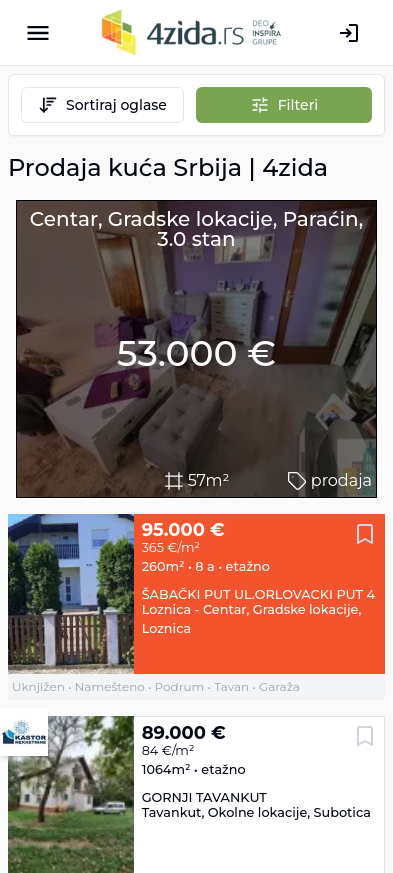 4zida.rs
DEO
INSPIRA
GRUPE
Sortiraj oglase
Filteri
Prodaja kuća Srbija | 4zida
Centar, Gradske lokacije, Paraćin,
3.0 stan
53.000 €
57m²
prodaja
95.000 €
365 €/m²
260m² • 8 a • etažno
ŠABAČKI PUT UL.ORLOVACKI PUT 4
Loznica - Centar, Gradske lokacije,
Loznica
Uknjižen • Namešteno • Podrum • Tavan • Garaža
KASTOR
NEKRETNINE
89.000 €
84 €/m²
1064m² • etažno
GORNJI TAVANKUT
Tavankut, Okolne lokacije, Subotica